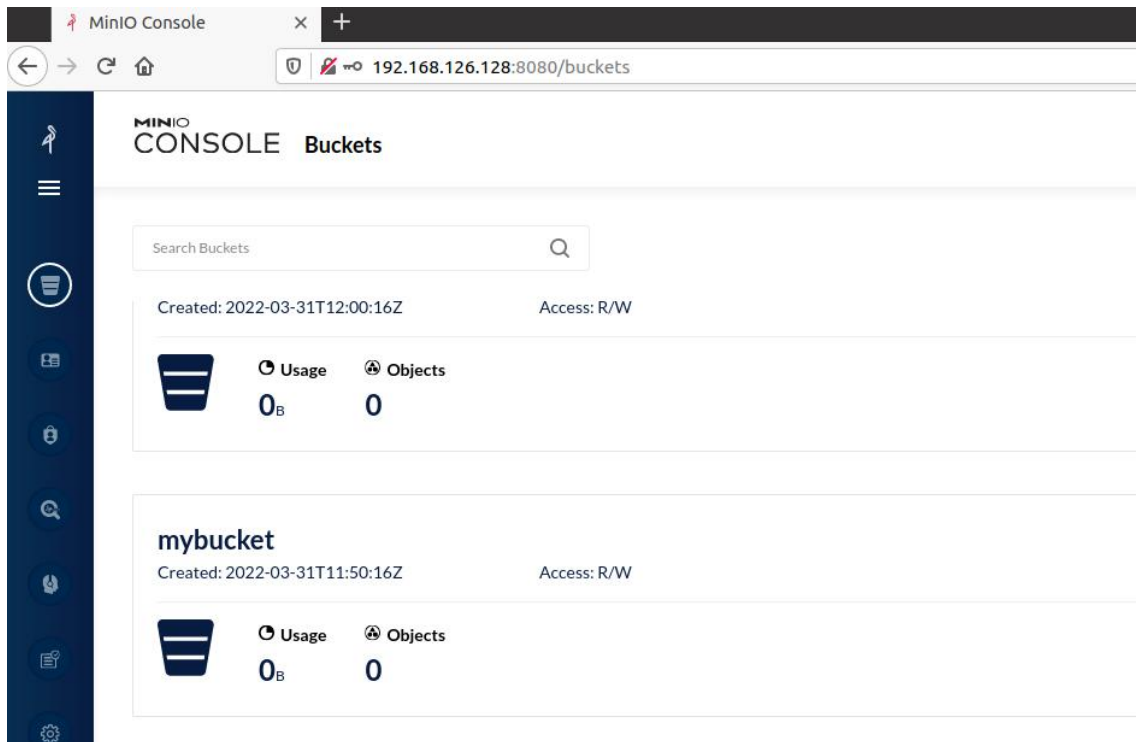 MinIO Console
192.168.126.128:8080/buckets
MINIO
CONSOLE Buckets
Search Buckets
Created: 2022-03-31T12:00:16Z Access: R/W
Usage Objects
0B 0
mybucket
Created: 2022-03-31T11:50:16Z Access: R/W
Usage Objects
0B 0